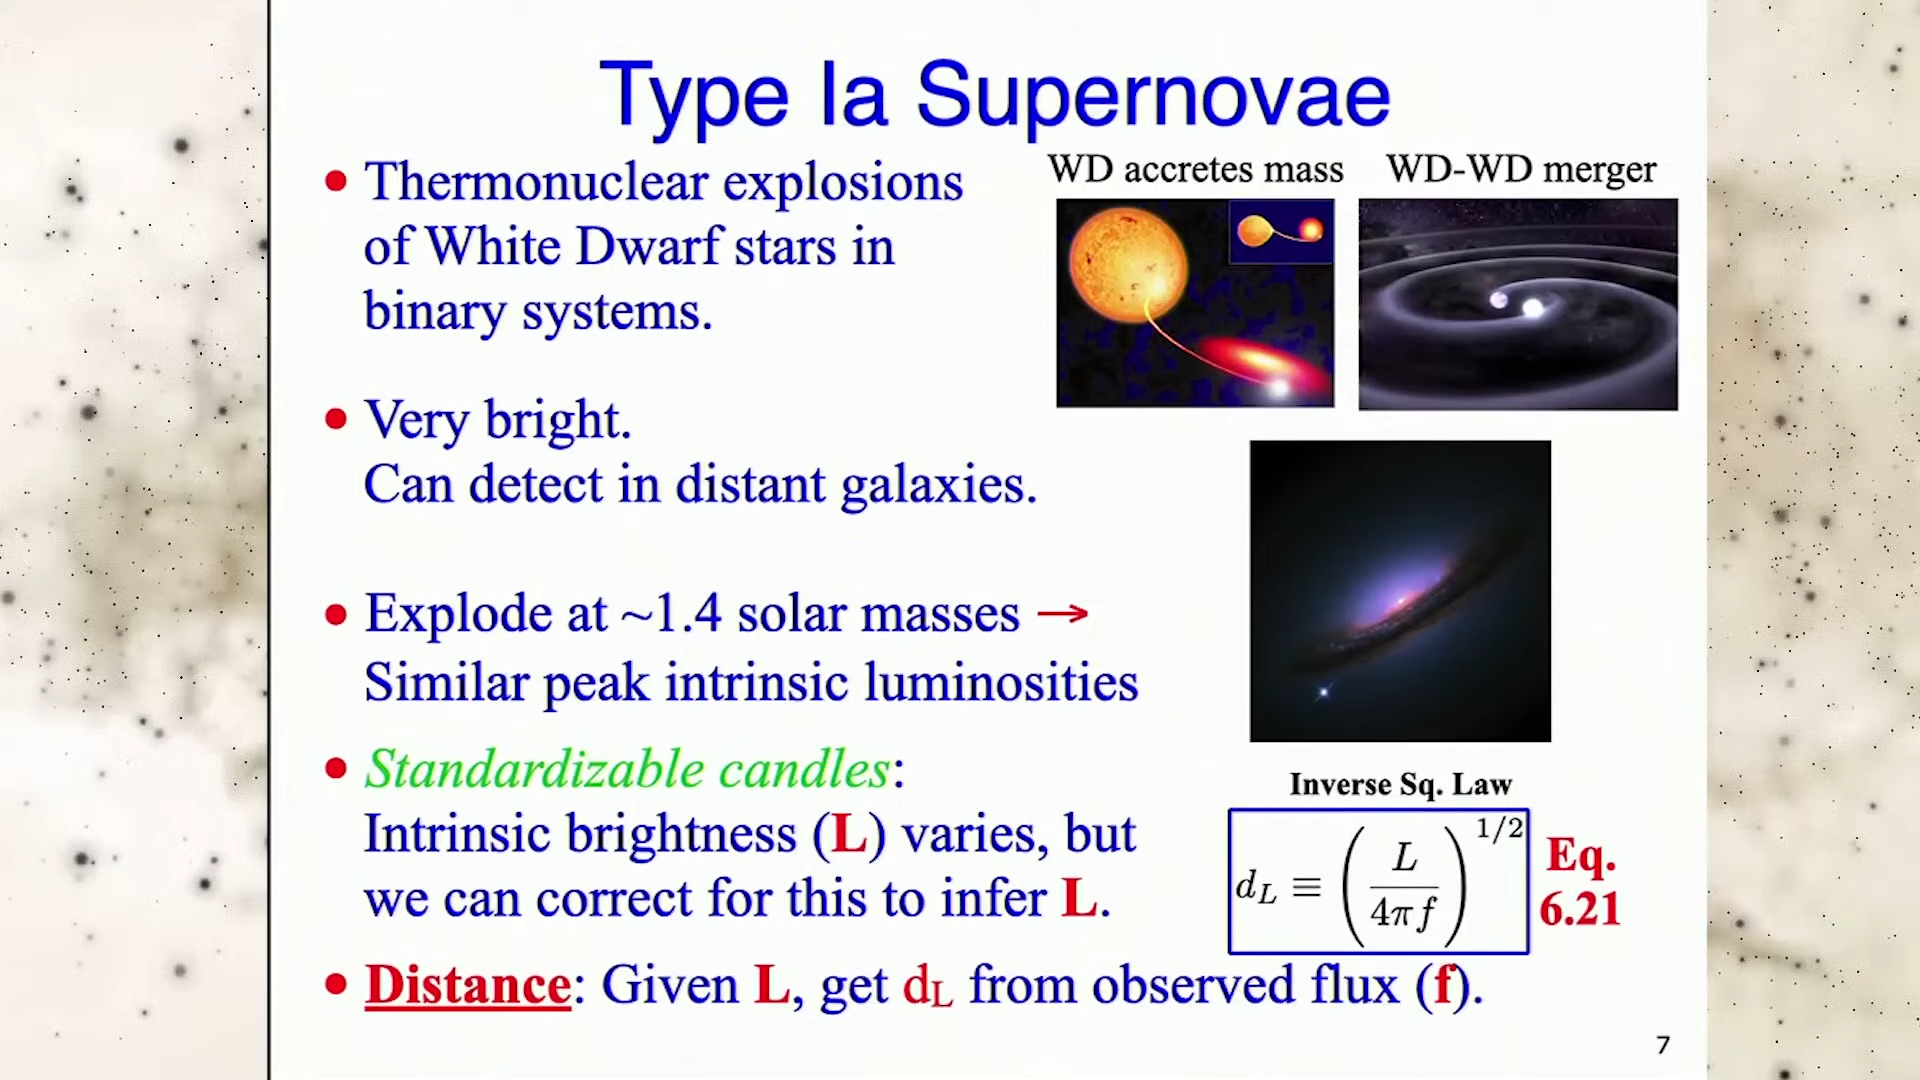 Type Ia Supernovae
• Thermonuclear explosions
of White Dwarf stars in
binary systems.
WD accretes mass
WD-WD merger
• Very bright.
Can detect in distant galaxies.
• Explode at ~1.4 solar masses →
Similar peak intrinsic luminosities
• Standardizable candles:
Intrinsic brightness (L) varies, but
we can correct for this to infer L.
Inverse Sq. Law
d_L ≡ (L / 4πf)^1/2
Eq.
6.21
• Distance: Given L, get d_L from observed flux (f).
7